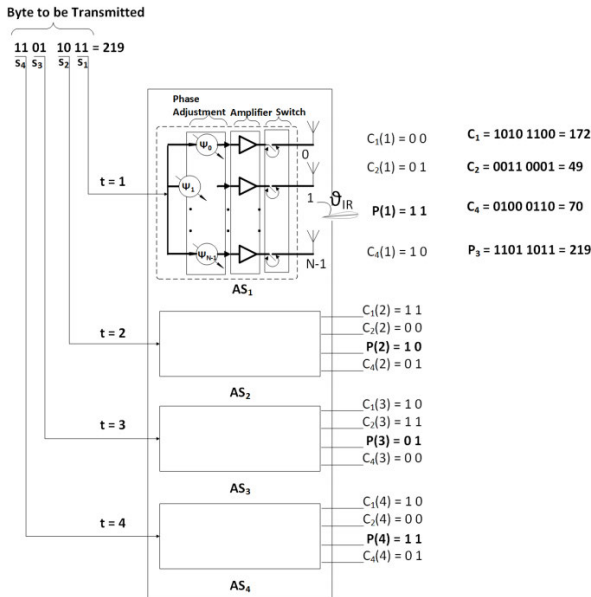 Byte to be Transmitted
11 01 10 11 = 219
S₄ S₃ S₂ S₁
Phase
Adjustment Amplifier Switch
Ψ₀
0
t = 1
Ψ₁
1
ϑ_IR
Ψ_N-1
N-1
AS₁
C₁(1) = 0 0
C₂(1) = 0 1
P(1) = 1 1
C₄(1) = 1 0
C₁ = 1010 1100 = 172
C₂ = 0011 0001 = 49
C₄ = 0100 0110 = 70
P₃ = 1101 1011 = 219
t = 2
C₁(2) = 1 1
C₂(2) = 0 0
P(2) = 1 0
C₄(2) = 0 1
AS₂
t = 3
C₁(3) = 1 0
C₂(3) = 1 1
P(3) = 0 1
C₄(3) = 0 0
AS₃
t = 4
C₁(4) = 1 0
C₂(4) = 0 0
P(4) = 1 1
C₄(4) = 0 1
AS₄